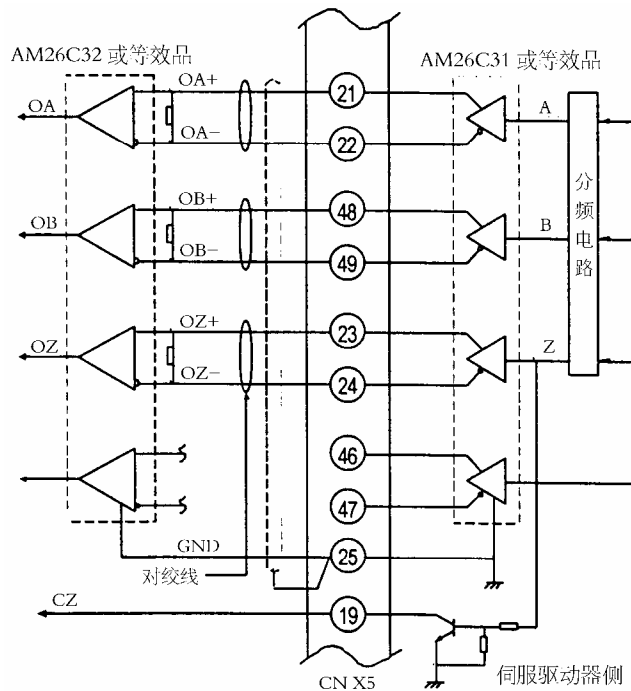 AM26C32 或等效品
AM26C31 或等效品
OA
OA+
OA−
21
22
A
OB
OB+
OB−
48
49
B
分频电路
OZ
OZ+
OZ−
23
24
Z
46
47
GND
25
对绞线
CZ
19
CN X5
伺服驱动器侧